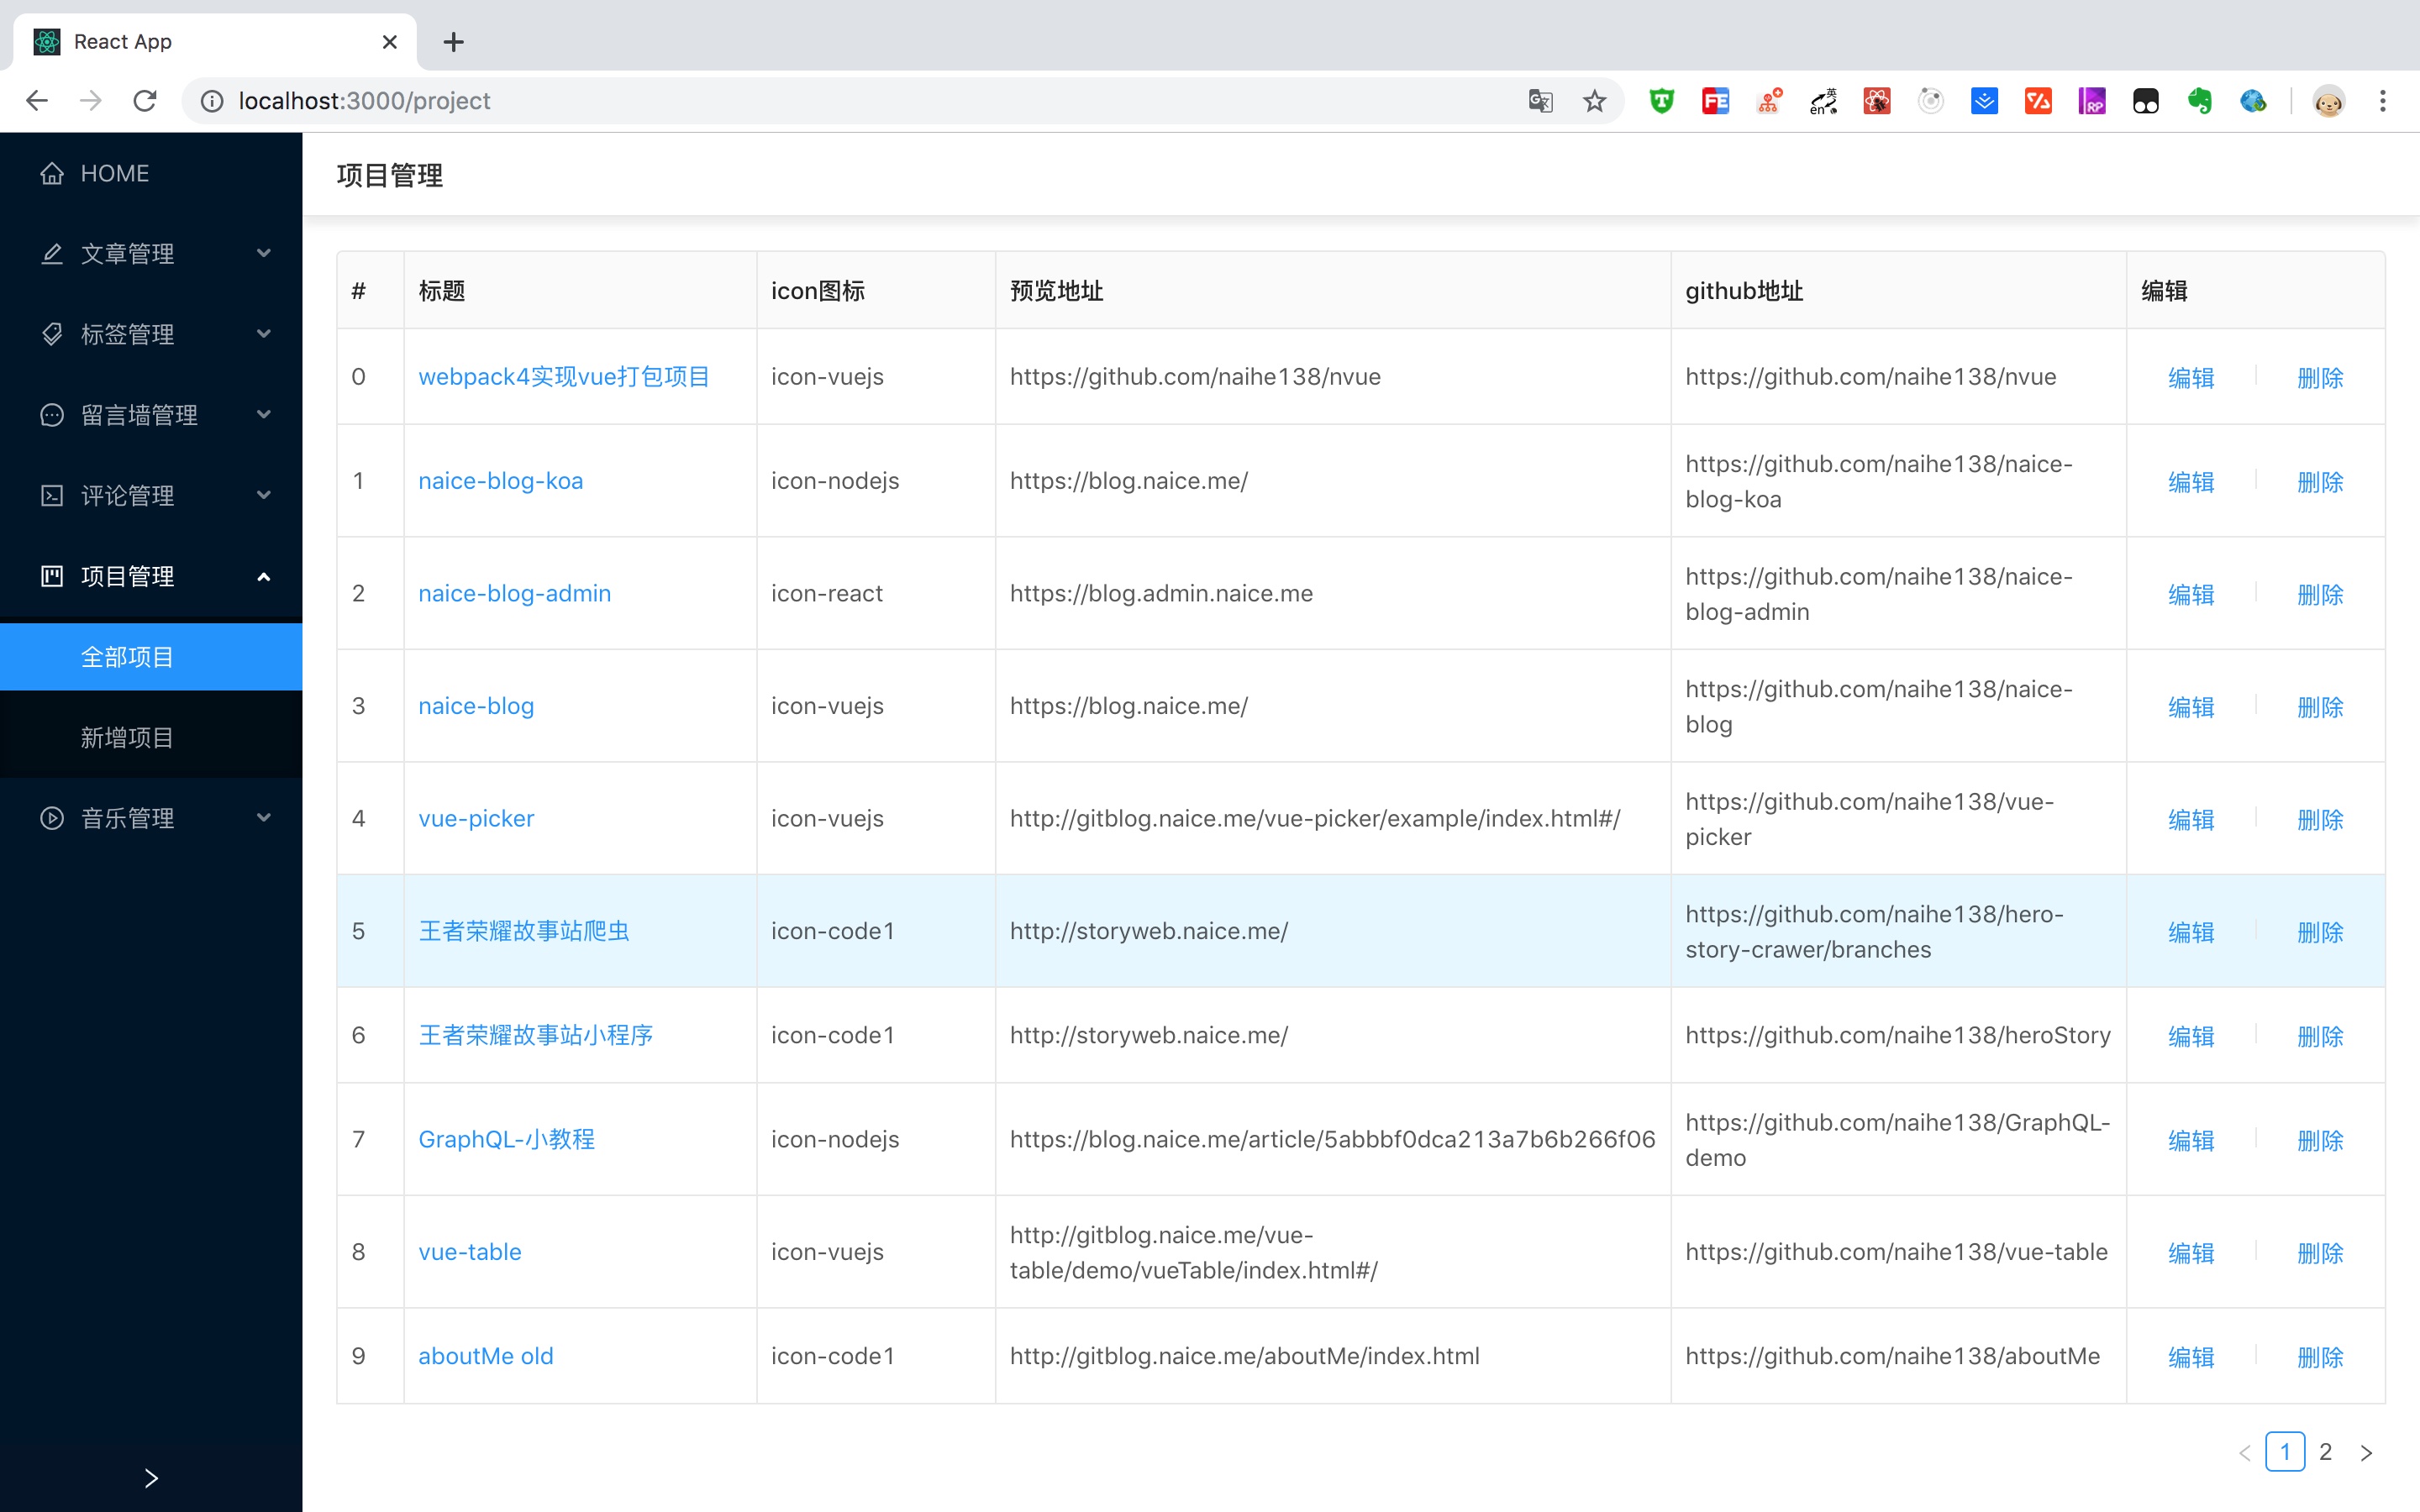 React App
localhost:3000/project
HOME
文章管理
标签管理
留言墙管理
评论管理
项目管理
全部项目
新增项目
音乐管理
项目管理
# 标题 icon图标 预览地址 github地址 编辑
0 webpack4实现vue打包项目 icon-vuejs https://github.com/naihe138/nvue https://github.com/naihe138/nvue 编辑 删除
1 naice-blog-koa icon-nodejs https://blog.naice.me/ https://github.com/naihe138/naice-
blog-koa 编辑 删除
2 naice-blog-admin icon-react https://blog.admin.naice.me https://github.com/naihe138/naice-
blog-admin 编辑 删除
3 naice-blog icon-vuejs https://blog.naice.me/ https://github.com/naihe138/naice-
blog 编辑 删除
4 vue-picker icon-vuejs http://gitblog.naice.me/vue-picker/example/index.html#/ https://github.com/naihe138/vue-
picker 编辑 删除
5 王者荣耀故事站爬虫 icon-code1 http://storyweb.naice.me/ https://github.com/naihe138/hero-
story-crawer/branches 编辑 删除
6 王者荣耀故事站小程序 icon-code1 http://storyweb.naice.me/ https://github.com/naihe138/heroStory 编辑 删除
7 GraphQL-小教程 icon-nodejs https://blog.naice.me/article/5abbbf0dca213a7b6b266f06 https://github.com/naihe138/GraphQL-
demo 编辑 删除
8 vue-table icon-vuejs http://gitblog.naice.me/vue-
table/demo/vueTable/index.html#/ https://github.com/naihe138/vue-table 编辑 删除
9 aboutMe old icon-code1 http://gitblog.naice.me/aboutMe/index.html https://github.com/naihe138/aboutMe 编辑 删除
1 2